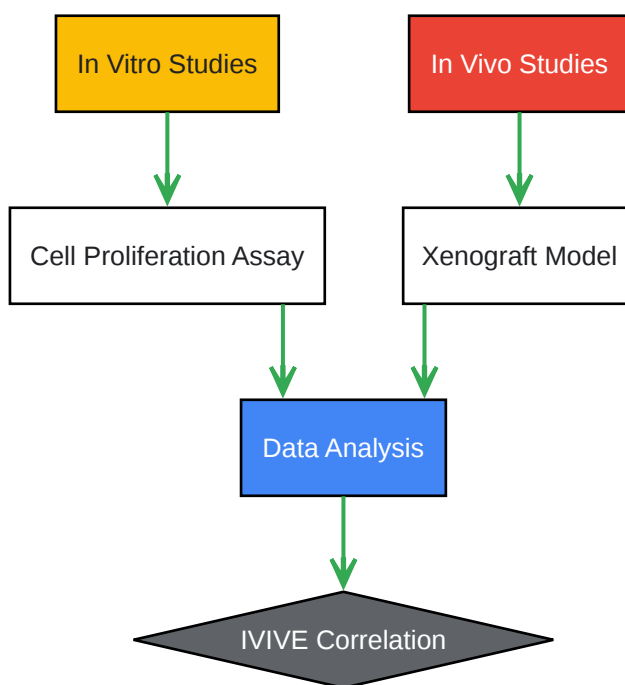 In Vitro Studies
In Vivo Studies
Cell Proliferation Assay
Xenograft Model
Data Analysis
IVIVE Correlation